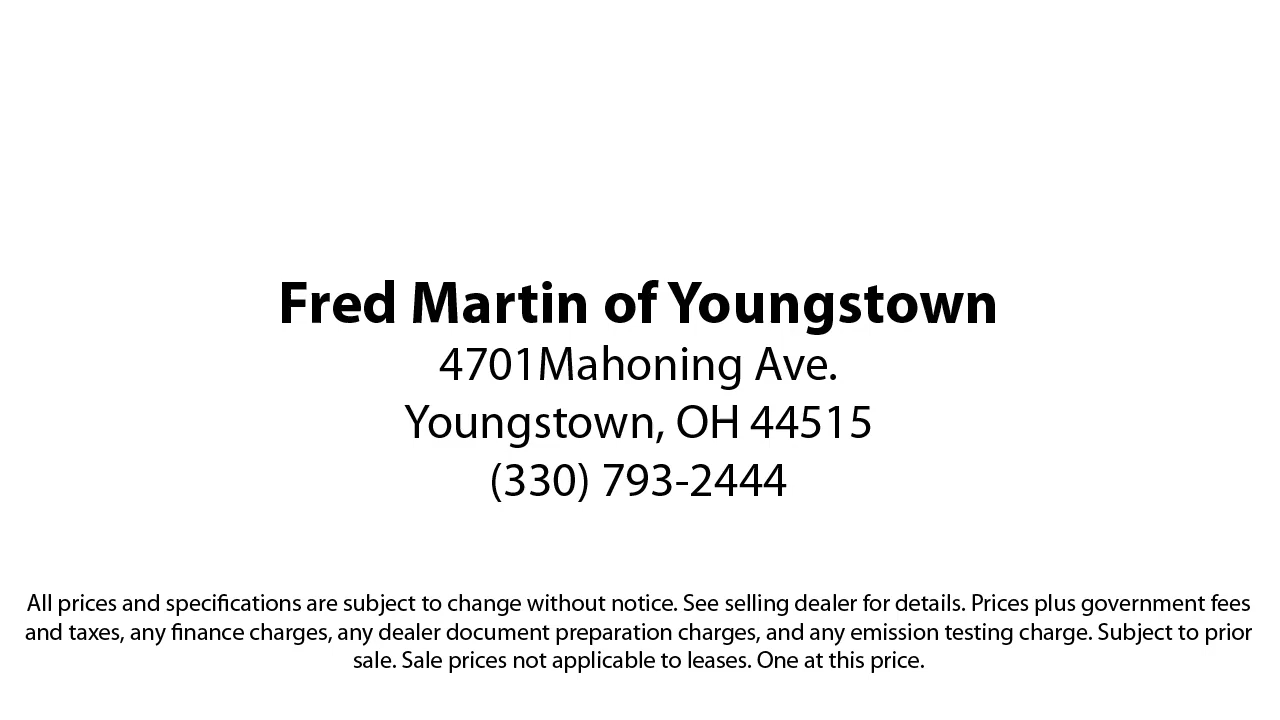 Fred Martin of Youngstown
4701Mahoning Ave.
Youngstown, OH 44515
(330) 793-2444
All prices and specifications are subject to change without notice. See selling dealer for details. Prices plus government fees
and taxes, any finance charges, any dealer document preparation charges, and any emission testing charge. Subject to prior
sale. Sale prices not applicable to leases. One at this price.